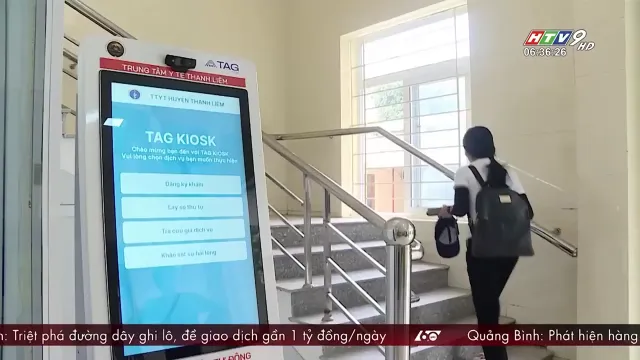 HTV9 HD
06:36:26
TAG
TRUNG TÂM Y TẾ THANH LIÊM
TTYT HUYỆN THANH LIÊM
TAG KIOSK
Chào mừng bạn đến với TAG KIOSK
Vui lòng chọn dịch vụ bạn muốn thực hiện
Đăng ký khám
Lấy số thứ tự
Tra cứu giá dịch vụ
Khảo sát sự hài lòng
ĐỘNG
n: Triệt phá đường dây ghi lô, đề giao dịch gần 1 tỷ đồng/ngày
Quảng Bình: Phát hiện hàng